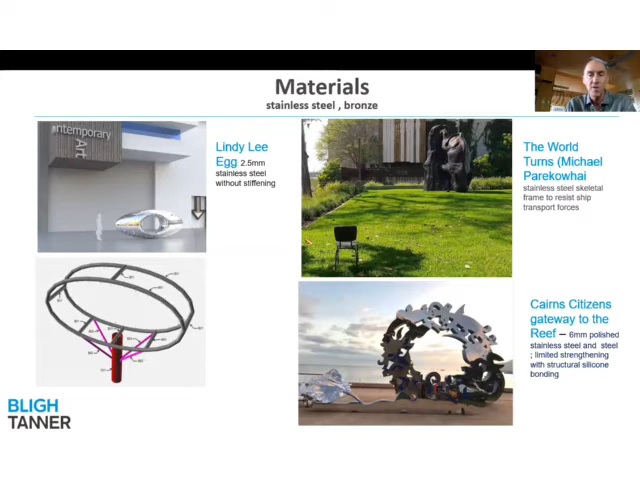 Materials
stainless steel , bronze
ntemporary
Art
Lindy Lee
Egg 2.5mm
stainless steel
without stiffening
The World
Turns (Michael
Parekowhai
stainless steel skeletal
frame to resist ship
transport forces
Cairns Citizens
gateway to the
Reef – 6mm polished
stainless steel and steel
; limited strengthening
with structural silicone
bonding
BLIGH
TANNER